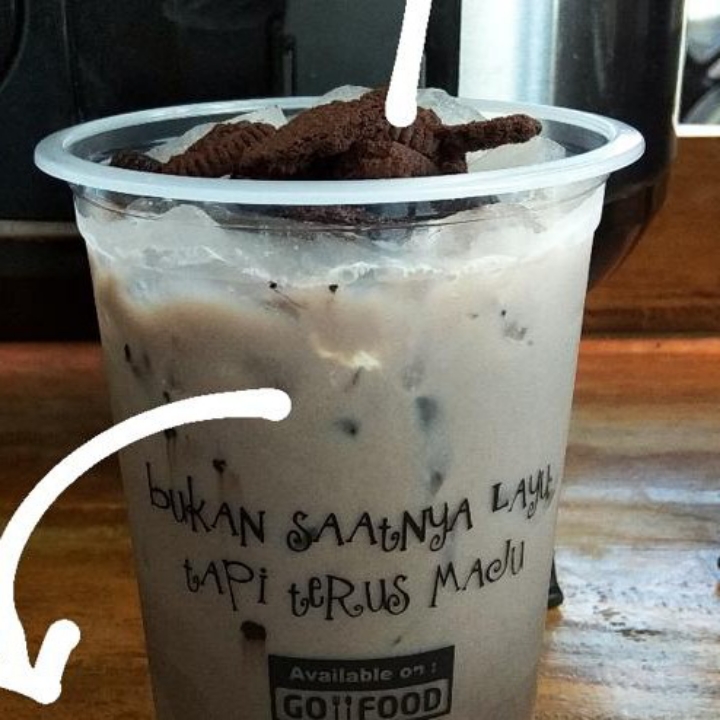 bukan saatnya layu,
tapi terus maju
Available on :
GO FOOD